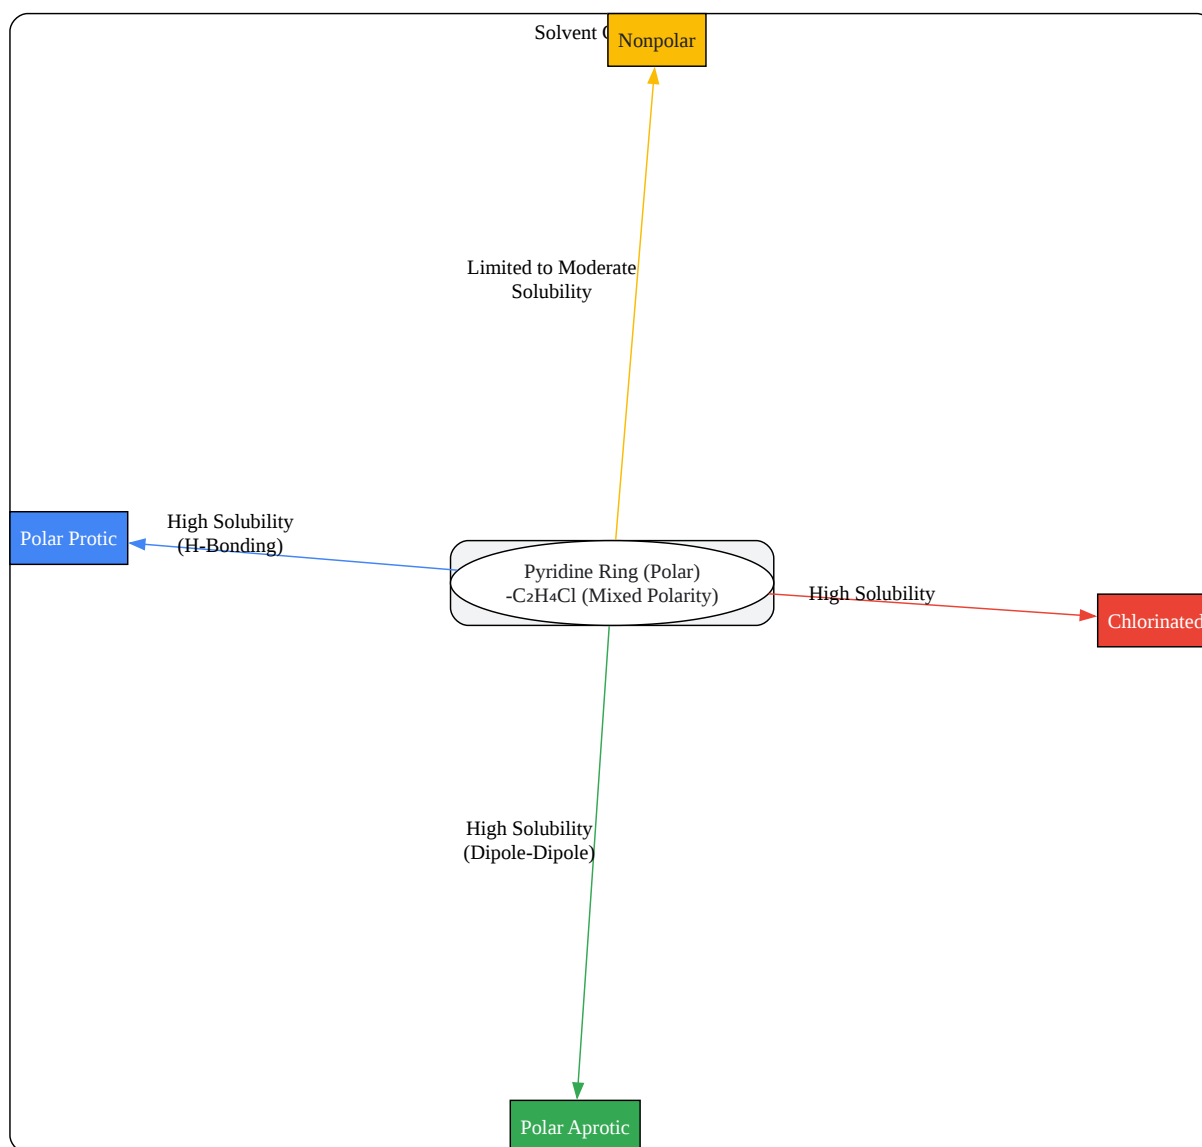 Solvent
Nonpolar
Limited to Moderate
Solubility
High Solubility
(H-Bonding)
Polar Protic
Pyridine Ring (Polar)
-C₂H₄Cl (Mixed Polarity)
High Solubility
Chlorinated
High Solubility
(Dipole-Dipole)
Polar Aprotic